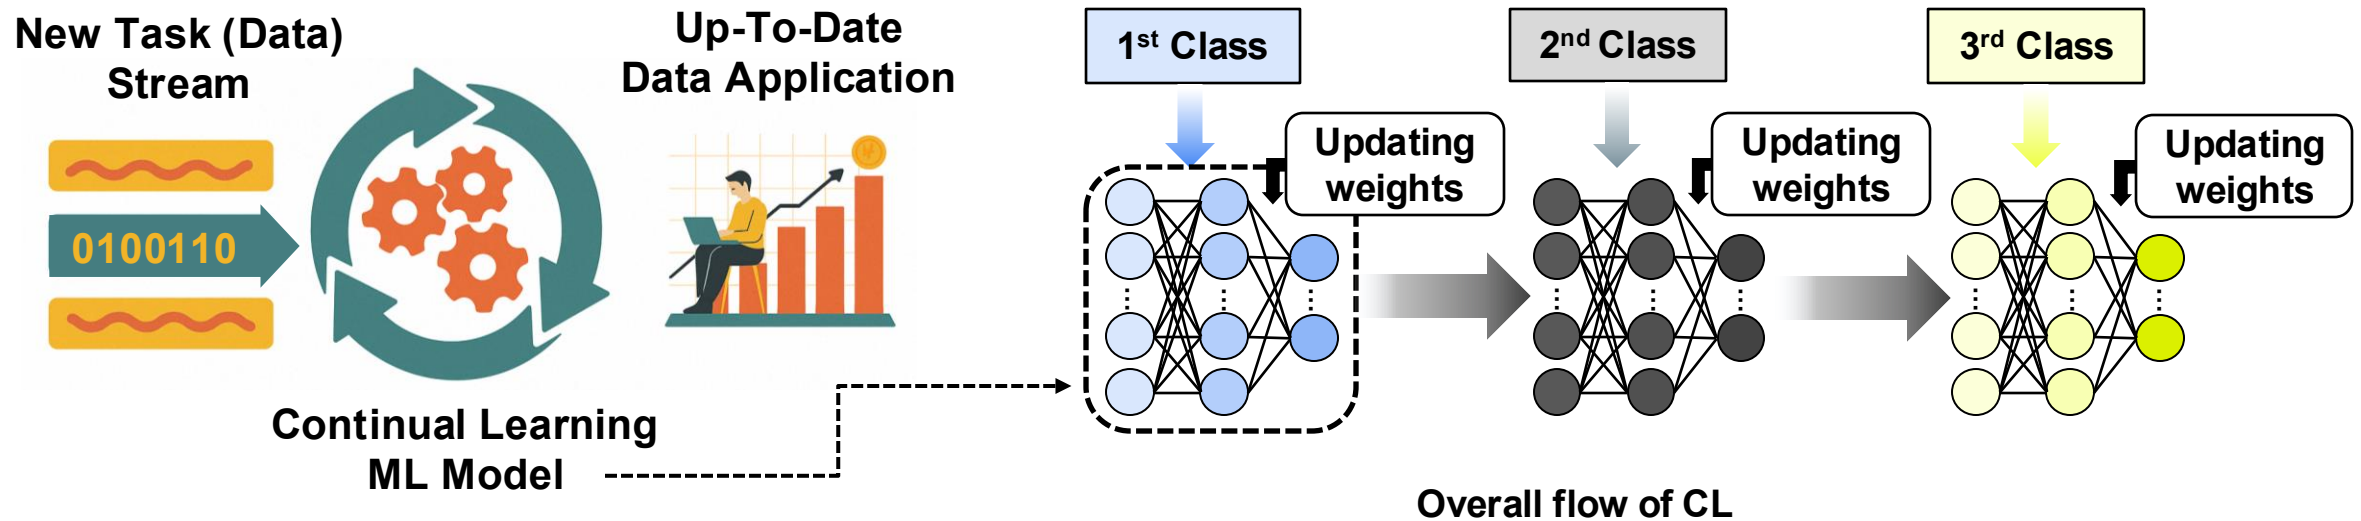 New Task (Data)
Stream
0100110
Continual Learning
ML Model
Up-To-Date
Data Application
1st Class
Updating
weights
2nd Class
Updating
weights
3rd Class
Updating
weights
Overall flow of CL